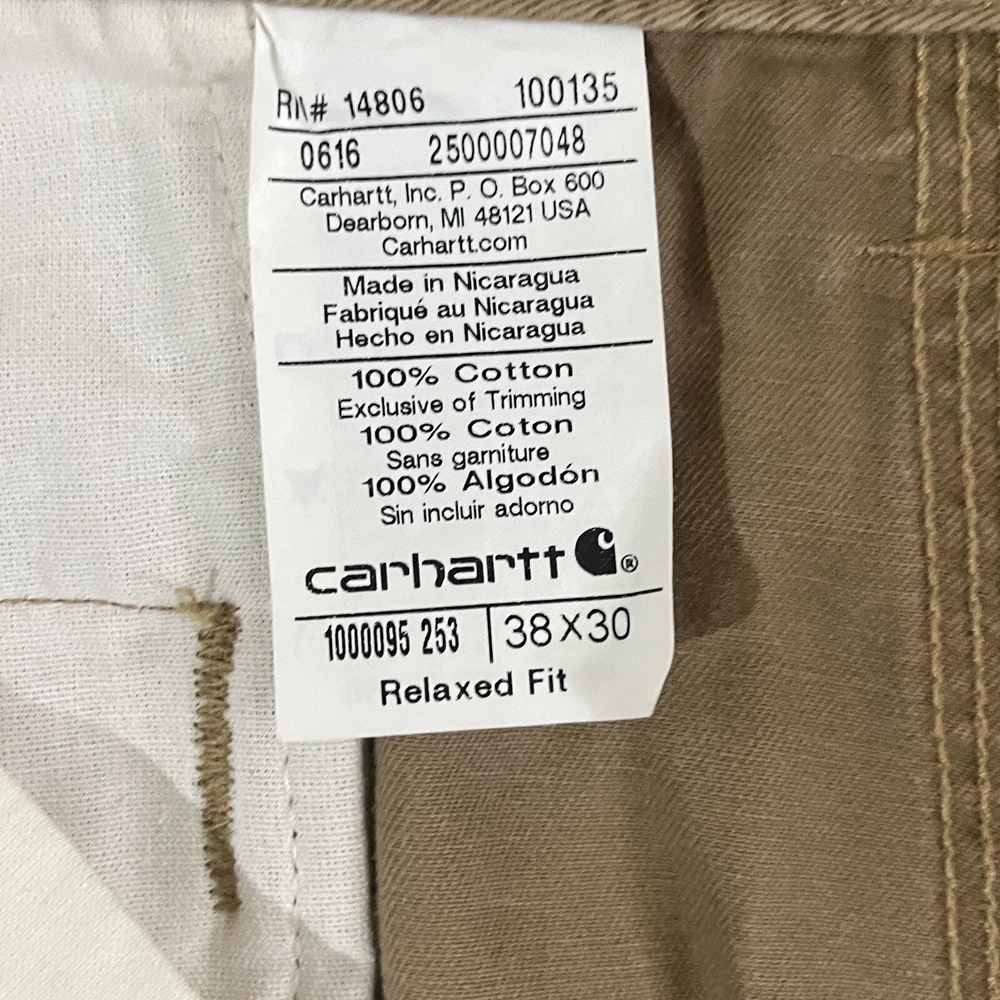 RN# 14806 100135
0616 2500007048
Carhartt, Inc. P. O. Box 600
Dearborn, MI 48121 USA
Carhartt.com
Made in Nicaragua
Fabriqué au Nicaragua
Hecho en Nicaragua
100% Cotton
Exclusive of Trimming
100% Coton
Sans garniture
100% Algodón
Sin incluir adorno
carhartt ®
1000095 253 38X30
Relaxed Fit